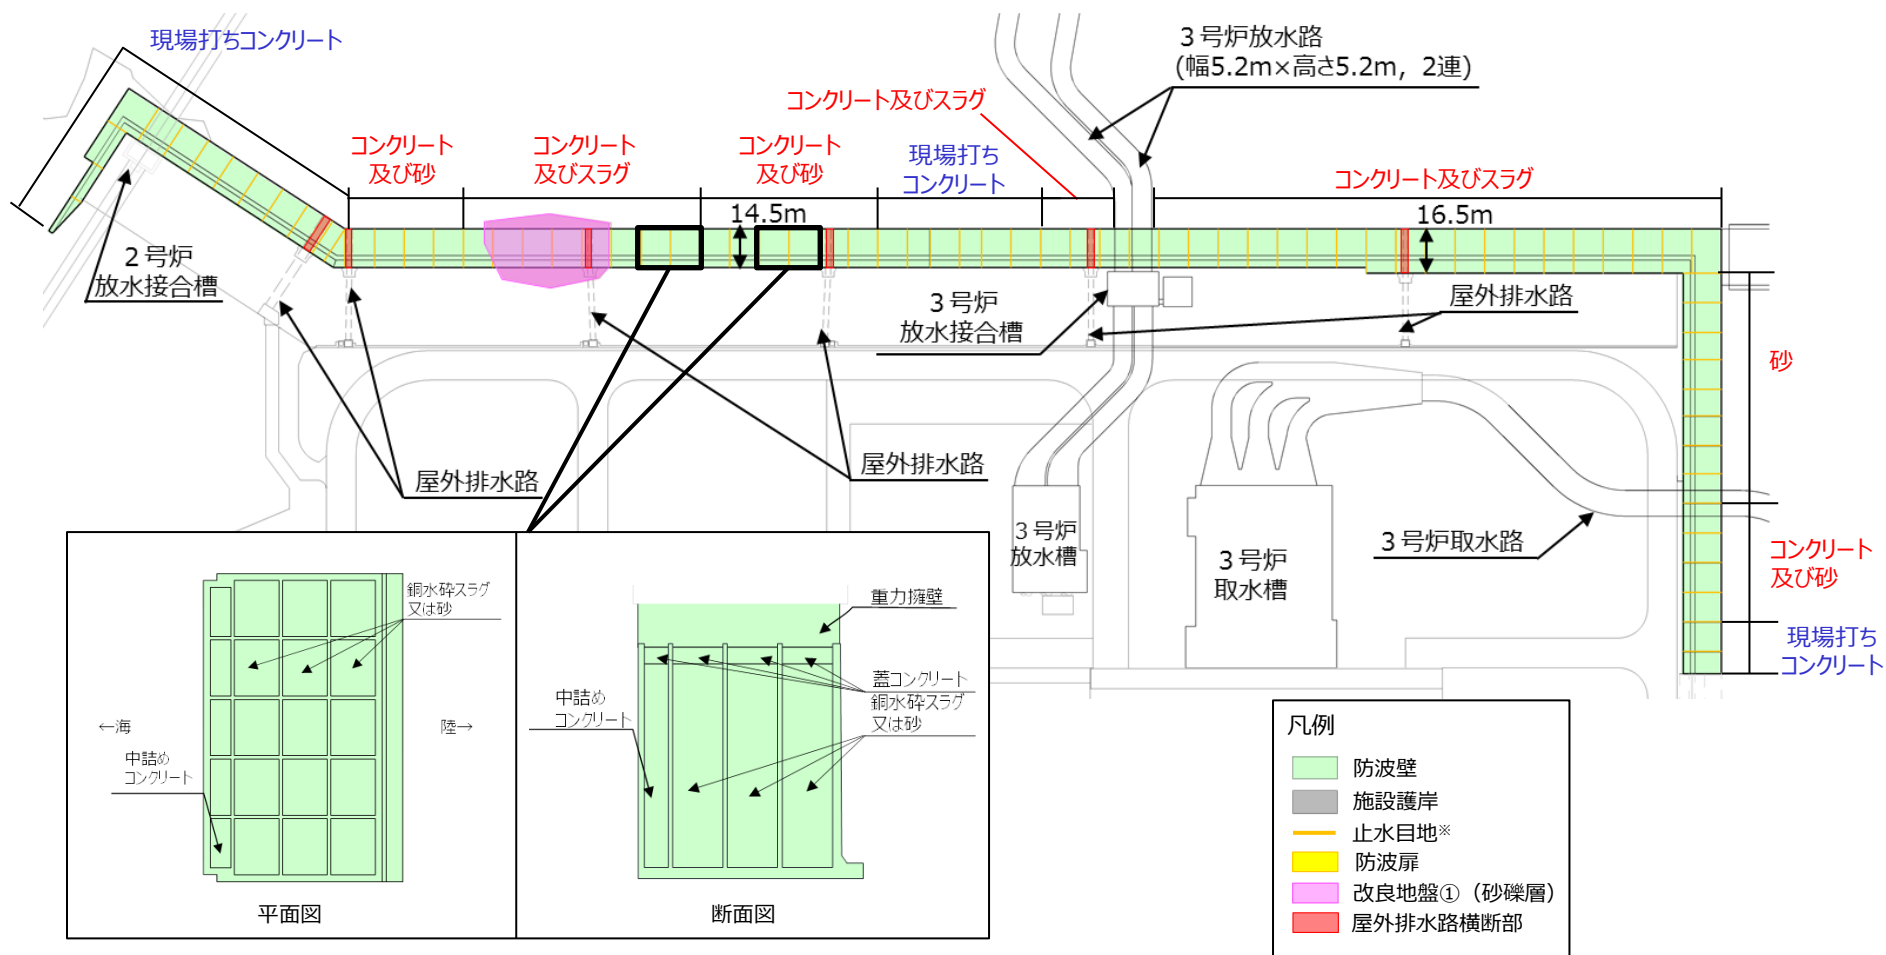 現場打ちコンクリート
3号炉放水路
(幅5.2m×高さ5.2m，2連)
コンクリート及びスラグ
コンクリート
及び砂
コンクリート
及びスラグ
コンクリート
及び砂
現場打ち
コンクリート
コンクリート及びスラグ
14.5m
16.5m
2号炉
放水接合槽
3号炉
放水接合槽
屋外排水路
砂
屋外排水路
屋外排水路
3号炉
放水槽
3号炉
取水槽
3号炉取水路
コンクリート
及び砂
現場打ち
コンクリート
銅水砕スラグ
又は砂
←海
陸→
中詰め
コンクリート
平面図
重力擁壁
蓋コンクリート
銅水砕スラグ
又は砂
中詰め
コンクリート
断面図
凡例
防波壁
施設護岸
止水目地※
防波扉
改良地盤①（砂礫層）
屋外排水路横断部